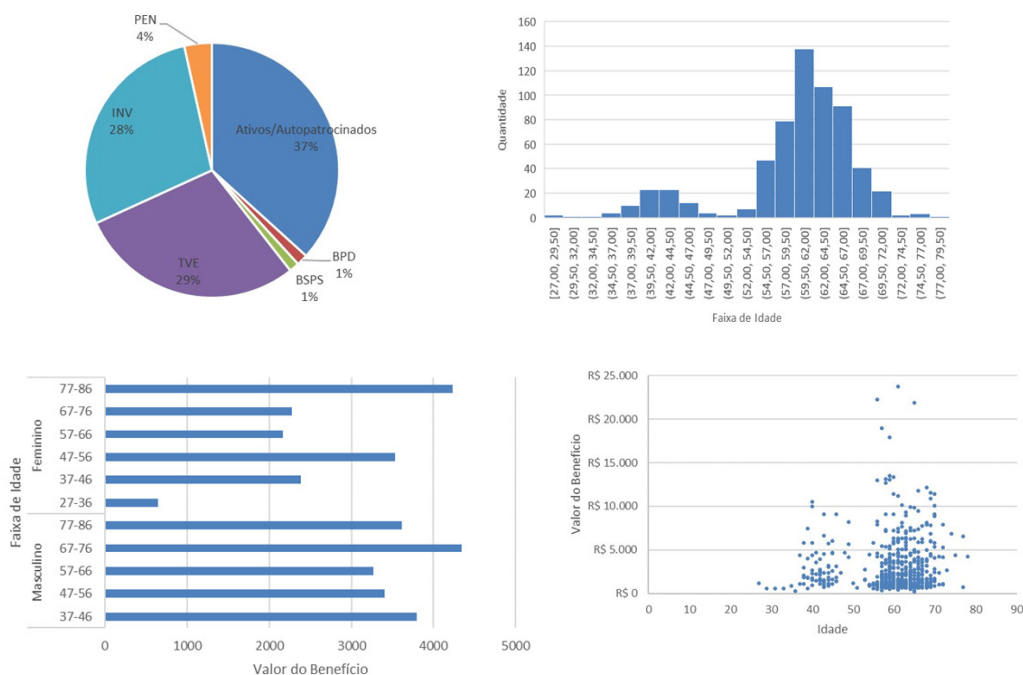 PEN
4%
INV
28%
Ativos/Autopatrocinados
37%
TVE
29%
BPD
1%
BSPS
1%
Quantidade
160
140
120
100
80
60
40
20
0
[27,00, 29,50]
(29,50, 32,00]
(32,00, 34,50]
(34,50, 37,00]
(37,00, 39,50]
(39,50, 42,00]
(42,00, 44,50]
(44,50, 47,00]
(47,00, 49,50]
(49,50, 52,00]
(52,00, 54,50]
(54,50, 57,00]
(57,00, 59,50]
(59,50, 62,00]
(62,00, 64,50]
(64,50, 67,00]
(67,00, 69,50]
(69,50, 72,00]
(72,00, 74,50]
(74,50, 77,00]
(77,00, 79,50]
Faixa de Idade
Faixa de Idade
Feminino
77-86
67-76
57-66
47-56
37-46
27-36
Masculino
77-86
67-76
57-66
47-56
37-46
0 1000 2000 3000 4000 5000
Valor do Benefício
Valor do Benefício
R$ 25.000
R$ 20.000
R$ 15.000
R$ 10.000
R$ 5.000
R$ 0
0 10 20 30 40 50 60 70 80 90
Idade